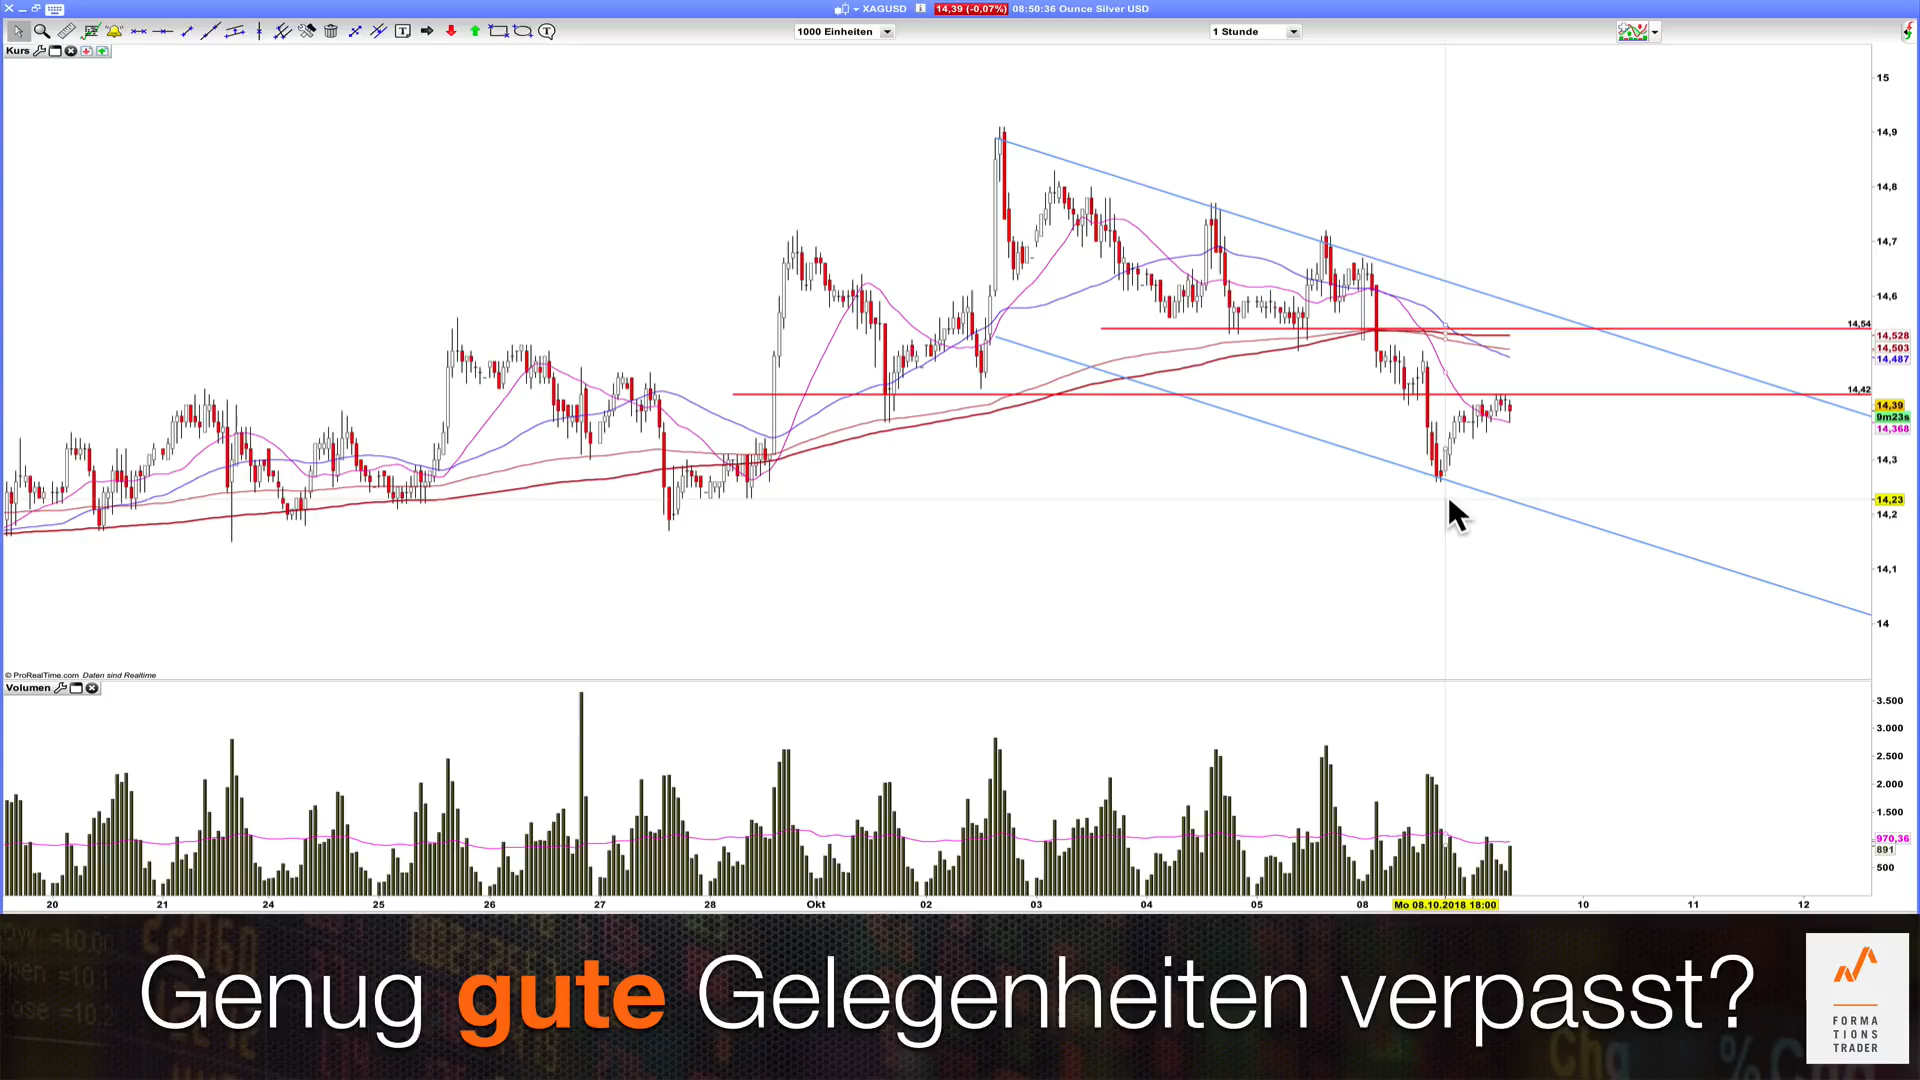 XAGUSD 14,39 (-0,07%) 08:50:36 Ounce Silver USD
1000 Einheiten
1 Stunde
Kurs
15
14,9
14,8
14,7
14,6
14,54
14,528
14,503
14,487
14,42
14,39
9m23s
14,368
14,3
14,23
14,2
14,1
14
© ProRealTime.com Daten sind Realtime
Volumen
3.500
3.000
2.500
2.000
1.500
970,36
891
500
20 21 24 25 26 27 28 Okt 02 03 04 05 08 Mo 08.10.2018 18:00 10 11 12
Genug gute Gelegenheiten verpasst?
FORMA
TIONS
TRADER